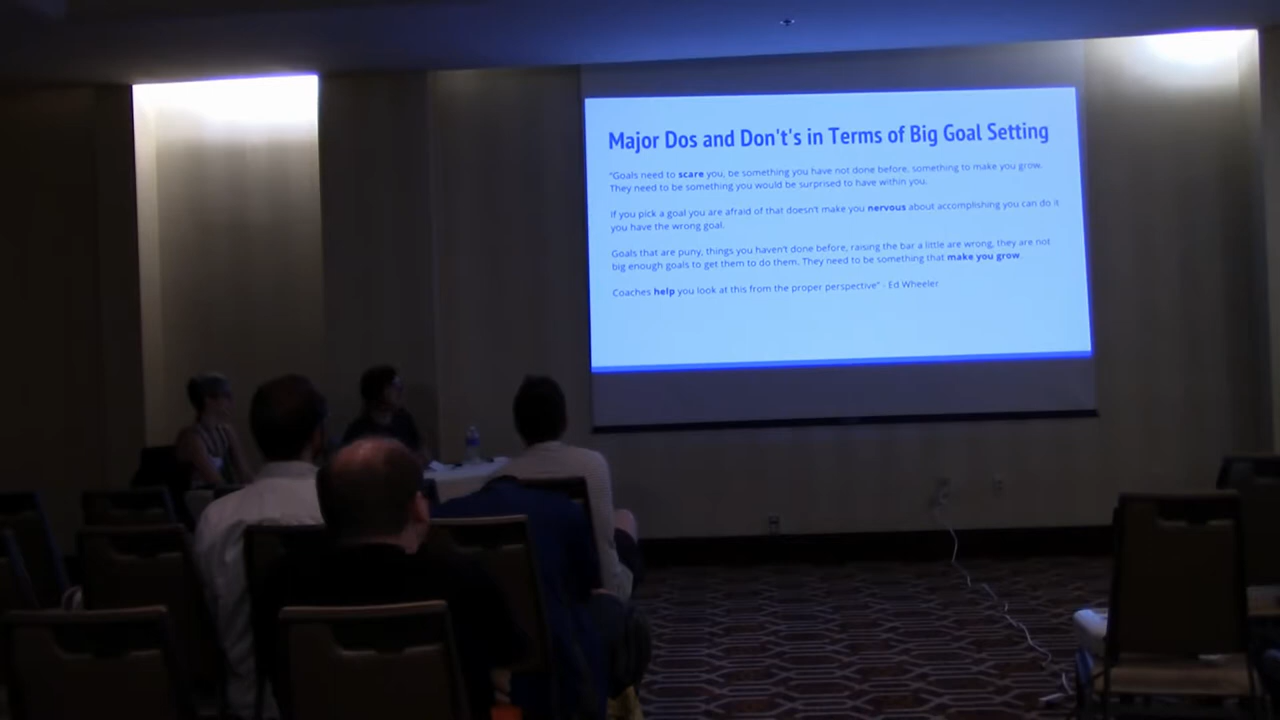 Major Dos and Don't's in Terms of Big Goal Setting
"Goals need to scare you, be something you have not done before, something to make you grow.
They need to be something you would be surprised to have within you.
If you pick a goal you are afraid of that doesn't make you nervous about accomplishing you can do it
you have the wrong goal.
Goals that are puny, things you haven't done before, raising the bar a little are wrong, they are not
big enough goals to get them to do them. They need to be something that make you grow.
Coaches help you look at this from the proper perspective" - Ed Wheeler